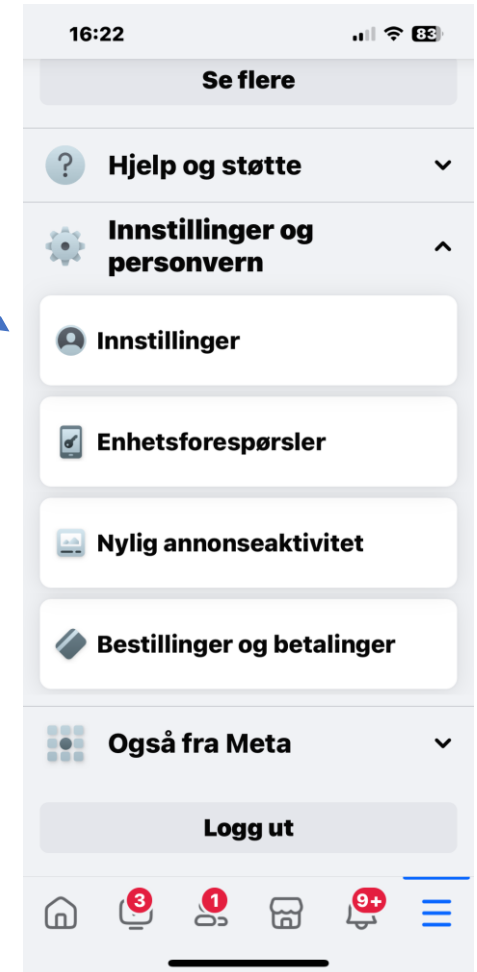 16:22
83
Se flere
?
Hjelp og støtte
Innstillinger og
personvern
Innstillinger
Enhetsforespørsler
Nylig annonseaktivitet
Bestillinger og betalinger
Også fra Meta
Logg ut
3
1
9+